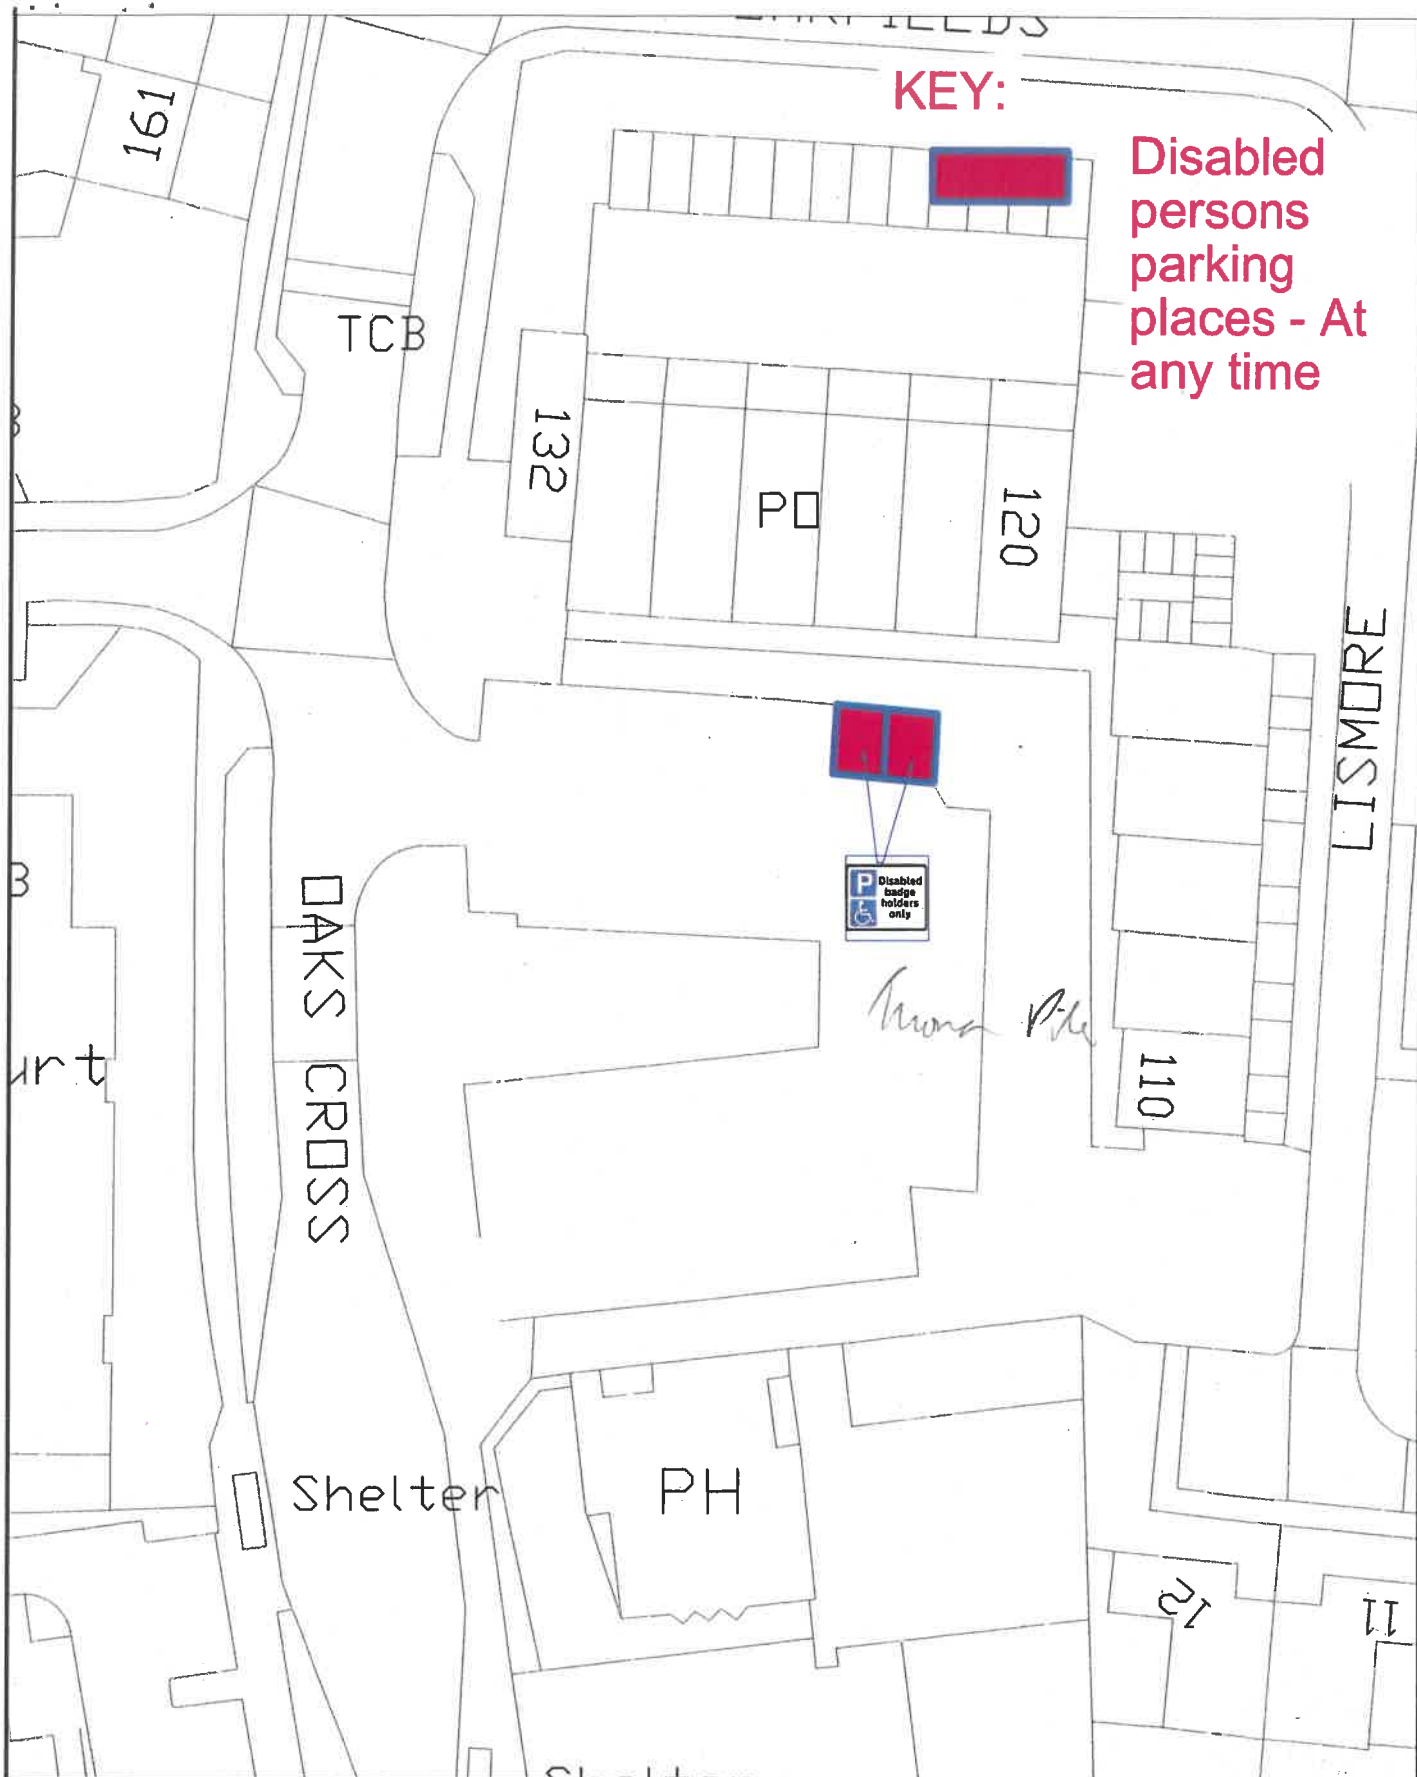 KEY:
161
Disabled
persons
parking
places - At
any time
TCB
132
PO
120
LISMORE
P Disabled
badge
holders
only
OAKS CROSS
urt
110
Shelter
PH
12
11